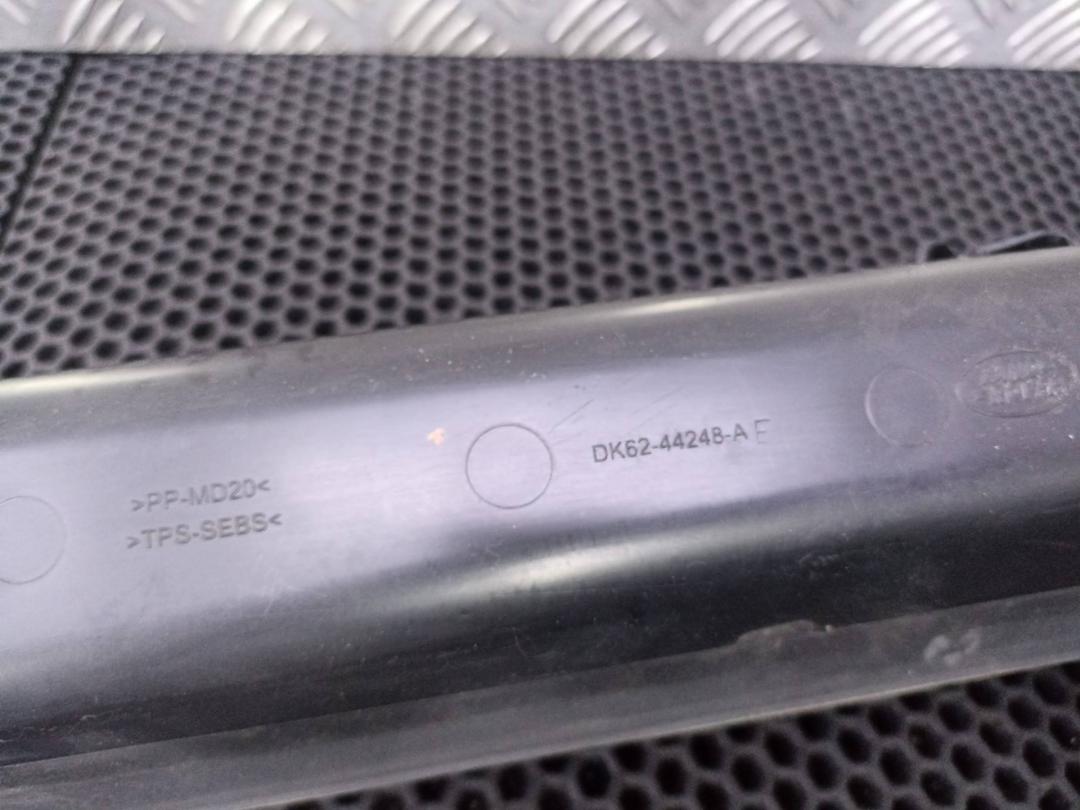 >PP-MD20<
>TPS-SEBS<
DK62-44248-A E